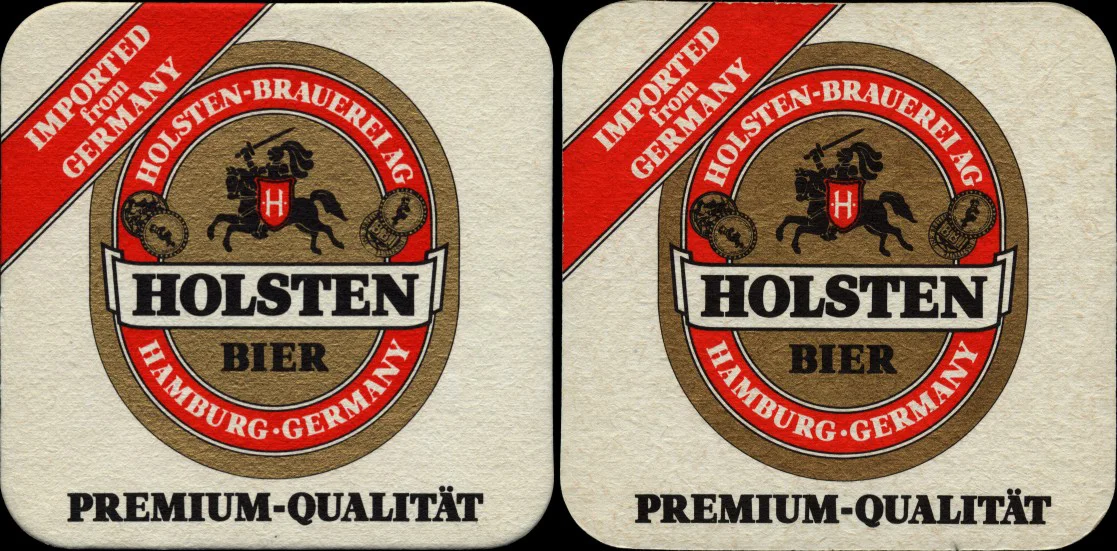 IMPORTED
from
GERMANY
HOLSTEN-BRAUEREI AG
H
HOLSTEN
BIER
HAMBURG·GERMANY
PREMIUM-QUALITÄT
IMPORTED
from
GERMANY
HOLSTEN-BRAUEREI AG
H
HOLSTEN
BIER
HAMBURG·GERMANY
PREMIUM-QUALITÄT